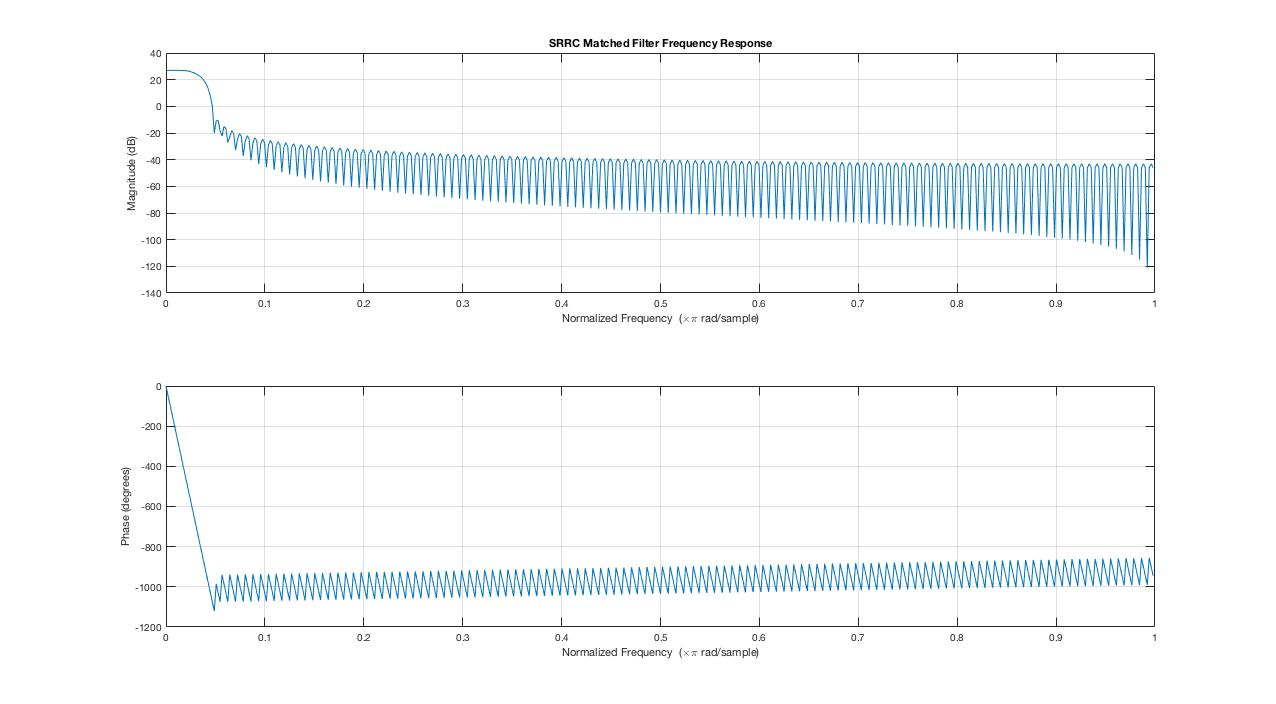 SRRC Matched Filter Frequency Response
40
20
0
-20
-40
-60
-80
-100
-120
-140
Magnitude (dB)
0 0.1 0.2 0.3 0.4 0.5 0.6 0.7 0.8 0.9 1
Normalized Frequency (×π rad/sample)
0
-200
-400
-600
-800
-1000
-1200
Phase (degrees)
0 0.1 0.2 0.3 0.4 0.5 0.6 0.7 0.8 0.9 1
Normalized Frequency (×π rad/sample)